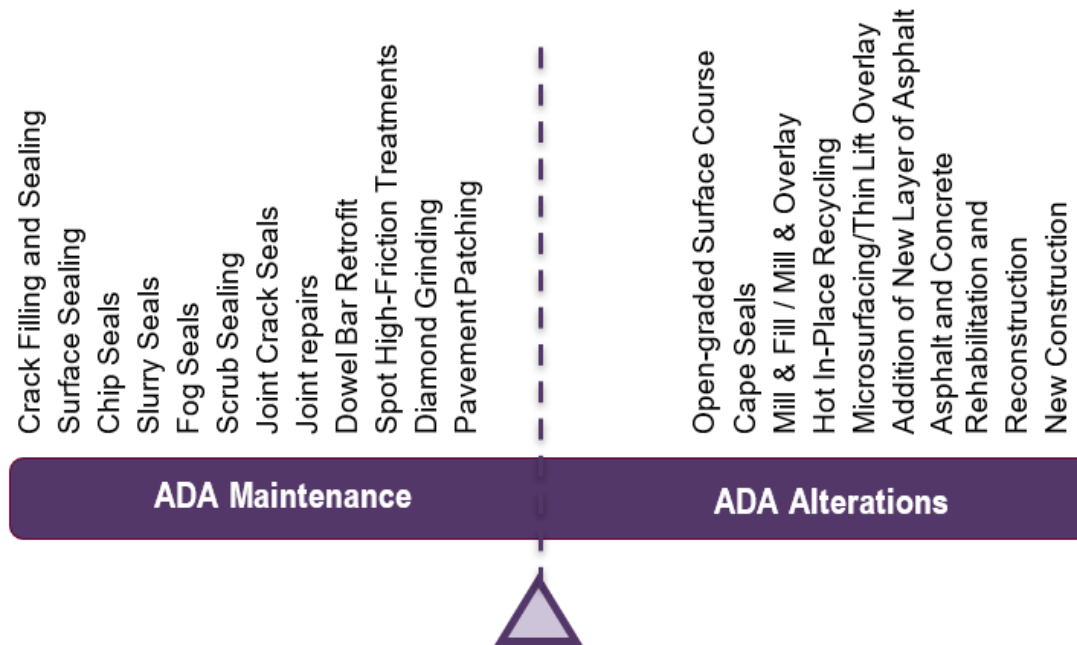 Crack Filling and Sealing
Surface Sealing
Chip Seals
Slurry Seals
Fog Seals
Scrub Sealing
Joint Crack Seals
Joint repairs
Dowel Bar Retrofit
Spot High-Friction Treatments
Diamond Grinding
Pavement Patching
Open-graded Surface Course
Cape Seals
Mill & Fill / Mill & Overlay
Hot In-Place Recycling
Microsurfacing/Thin Lift Overlay
Addition of New Layer of Asphalt
Asphalt and Concrete
Rehabilitation and
Reconstruction
New Construction
ADA Maintenance
ADA Alterations